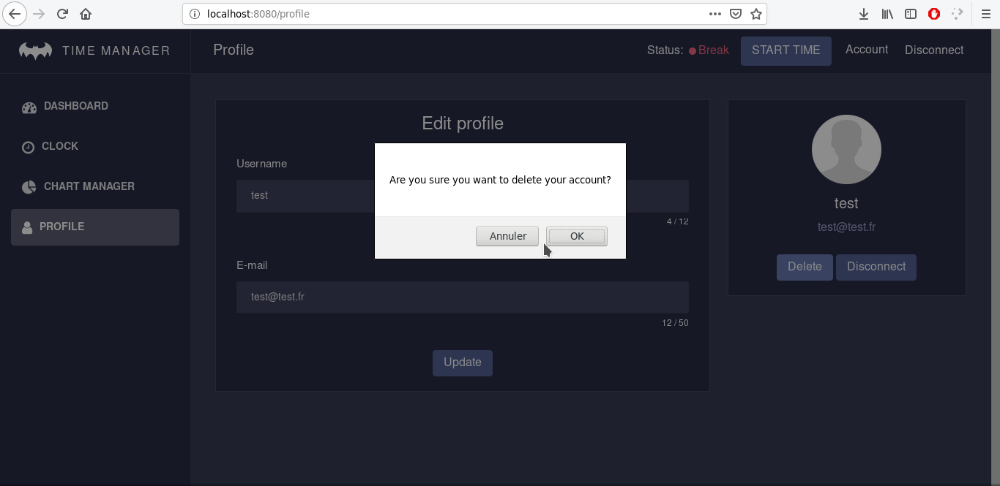 localhost:8080/profile
TIME MANAGER
Profile
Status: Break
START TIME
Account
Disconnect
DASHBOARD
CLOCK
CHART MANAGER
PROFILE
Edit profile
Username
test
4 / 12
E-mail
test@test.fr
12 / 50
Update
Are you sure you want to delete your account?
Annuler
OK
test
test@test.fr
Delete
Disconnect